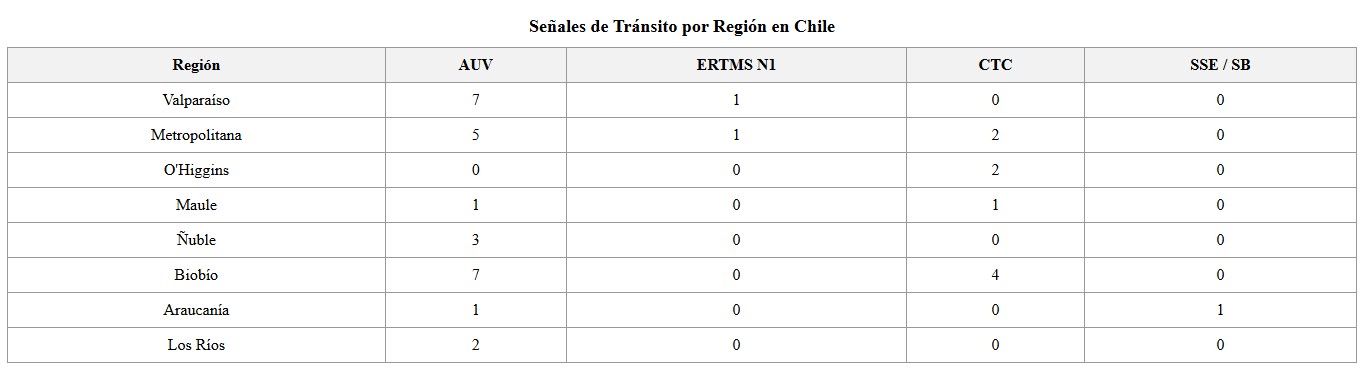 Señales de Tránsito por Región en Chile
Región AUV ERTMS N1 CTC SSE / SB
Valparaíso 7 1 0 0
Metropolitana 5 1 2 0
O'Higgins 0 0 2 0
Maule 1 0 1 0
Ñuble 3 0 0 0
Biobío 7 0 4 0
Araucanía 1 0 0 1
Los Ríos 2 0 0 0